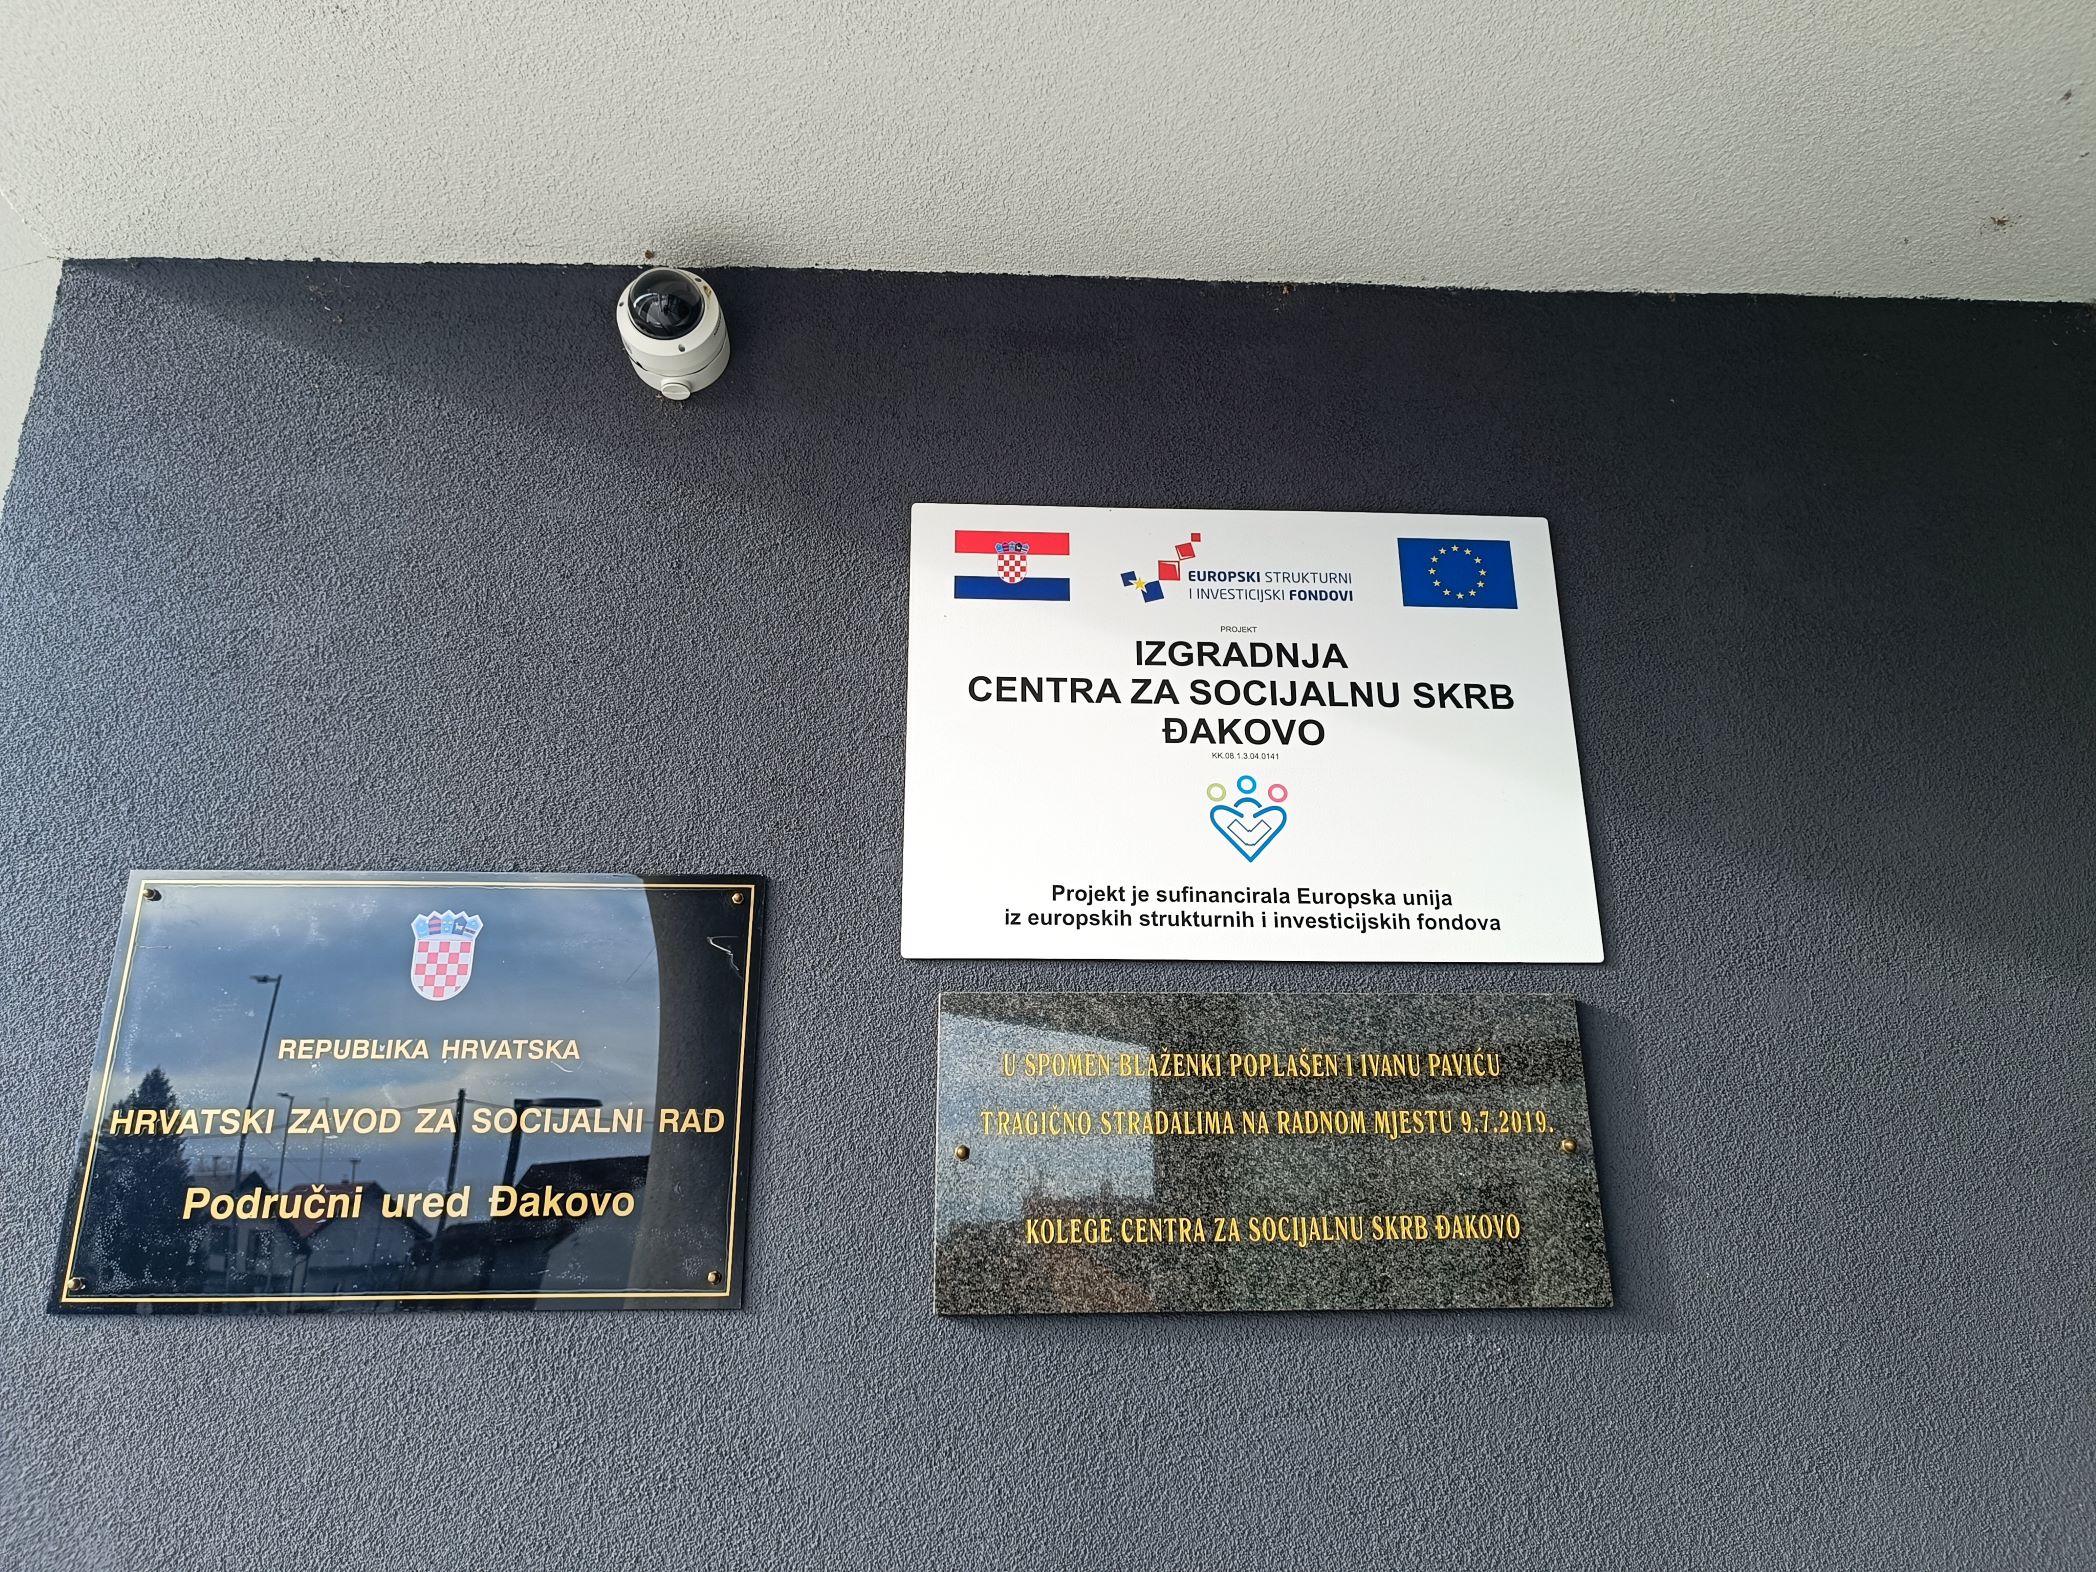 EUROPSKI STRUKTURNI
I INVESTICIJSKI FONDOVI
PROJEKT
IZGRADNJA
CENTRA ZA SOCIJALNU SKRB
ĐAKOVO
KK.08.1.3.04.0141
Projekt je sufinancirala Europska unija
iz europskih strukturnih i investicijskih fondova
REPUBLIKA HRVATSKA
HRVATSKI ZAVOD ZA SOCIJALNI RAD
Područni ured Đakovo
U SPOMEN BLAŽENKI POPLAŠEN I IVANU PAVIĆU
TRAGIČNO STRADALIMA NA RADNOM MJESTU 9.7.2019.
KOLEGE CENTRA ZA SOCIJALNU SKRB ĐAKOVO